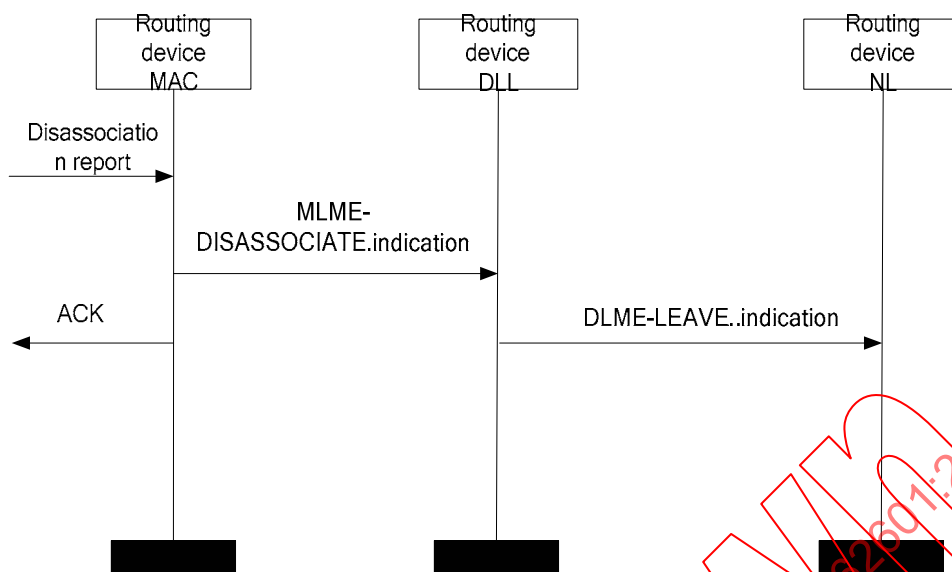 Routing
device
MAC
Routing
device
DLL
Routing
device
NL
Disassociatio
n report
MLME-
DISASSOCIATE.indication
ACK
DLME-LEAVE..indication